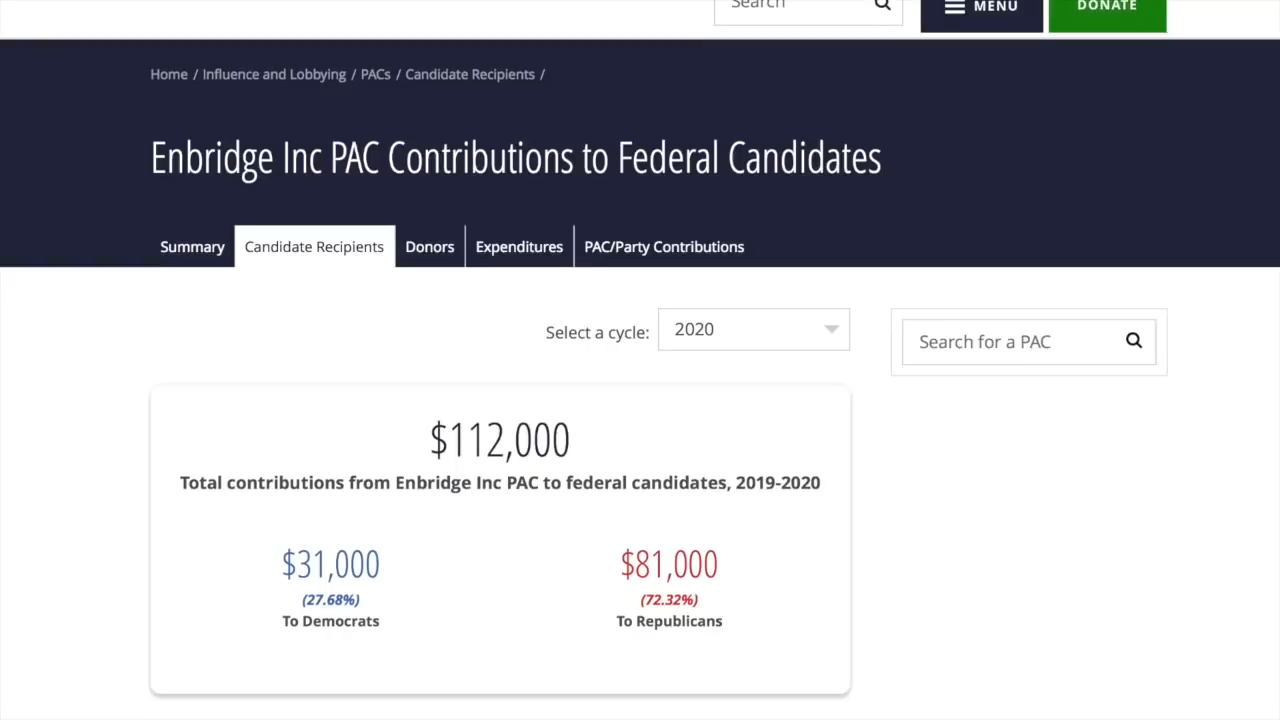 Search
MENU
DONATE
Home / Influence and Lobbying / PACs / Candidate Recipients /
Enbridge Inc PAC Contributions to Federal Candidates
Summary
Candidate Recipients
Donors
Expenditures
PAC/Party Contributions
Select a cycle:
2020
Search for a PAC
$112,000
Total contributions from Enbridge Inc PAC to federal candidates, 2019-2020
$31,000
(27.68%)
To Democrats
$81,000
(72.32%)
To Republicans